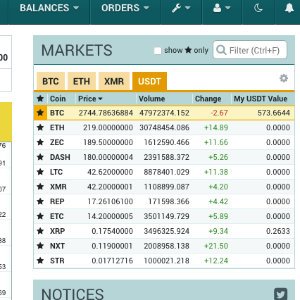 BALANCES ORDERS
MARKETS show ★ only Filter (Ctrl+F)
BTC ETH XMR USDT
★ Coin Price Volume Change My USDT Value
★ BTC 2744.78636884 47972374.152 -2.67 573.6644
★ ETH 219.00000000 30748454.086 +14.89 0.0000
★ ZEC 189.50000000 1612590.466 +11.66 0.0000
★ DASH 180.00000004 2391588.372 +5.26 0.0000
★ LTC 42.62000000 8878401.029 +11.38 0.0000
★ XMR 42.20000001 1108899.087 +4.20 0.0000
★ REP 17.26106100 171598.366 +4.42 0.0000
★ ETC 14.20000005 3501149.729 +5.89 0.0000
★ XRP 0.17540000 3496325.924 +9.34 0.2633
★ NXT 0.11900001 2008958.138 +21.50 0.0000
★ STR 0.01712716 1000021.218 +12.24 0.0000
NOTICES